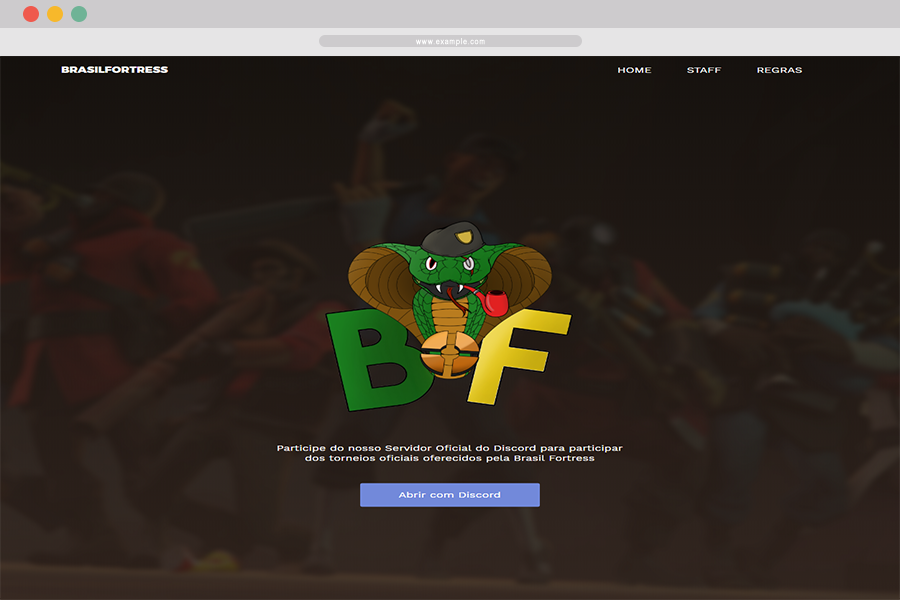 www.example.com
BRASILFORTRESS
HOME
STAFF
REGRAS
BF
Participe do nosso Servidor Oficial do Discord para participar
dos torneios oficiais oferecidos pela Brasil Fortress
Abrir com Discord